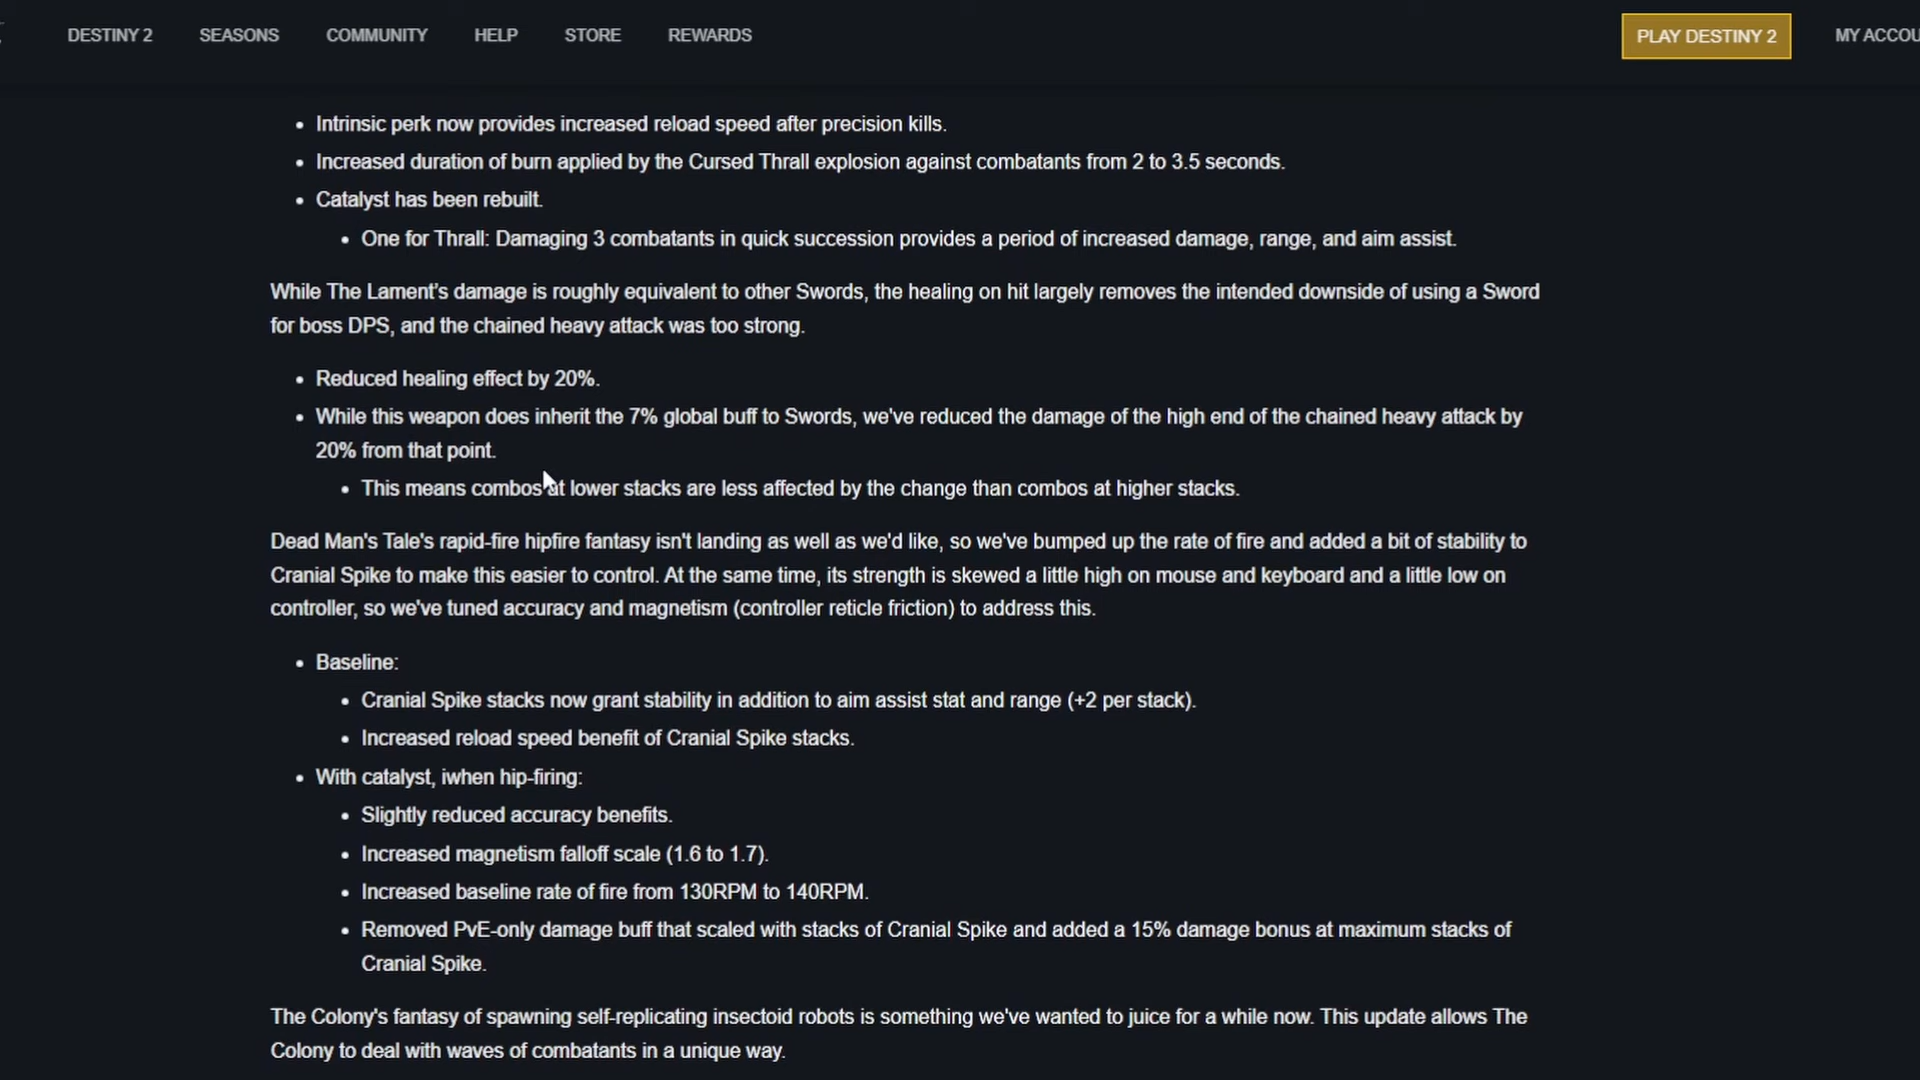 DESTINY 2 SEASONS COMMUNITY HELP STORE REWARDS PLAY DESTINY 2 MY ACCOU
• Intrinsic perk now provides increased reload speed after precision kills.
• Increased duration of burn applied by the Cursed Thrall explosion against combatants from 2 to 3.5 seconds.
• Catalyst has been rebuilt.
• One for Thrall: Damaging 3 combatants in quick succession provides a period of increased damage, range, and aim assist.
While The Lament's damage is roughly equivalent to other Swords, the healing on hit largely removes the intended downside of using a Sword
for boss DPS, and the chained heavy attack was too strong.
• Reduced healing effect by 20%.
• While this weapon does inherit the 7% global buff to Swords, we've reduced the damage of the high end of the chained heavy attack by
20% from that point.
• This means combos at lower stacks are less affected by the change than combos at higher stacks.
Dead Man's Tale's rapid-fire hipfire fantasy isn't landing as well as we'd like, so we've bumped up the rate of fire and added a bit of stability to
Cranial Spike to make this easier to control. At the same time, its strength is skewed a little high on mouse and keyboard and a little low on
controller, so we've tuned accuracy and magnetism (controller reticle friction) to address this.
• Baseline:
• Cranial Spike stacks now grant stability in addition to aim assist stat and range (+2 per stack).
• Increased reload speed benefit of Cranial Spike stacks.
• With catalyst, iwhen hip-firing:
• Slightly reduced accuracy benefits.
• Increased magnetism falloff scale (1.6 to 1.7).
• Increased baseline rate of fire from 130RPM to 140RPM.
• Removed PvE-only damage buff that scaled with stacks of Cranial Spike and added a 15% damage bonus at maximum stacks of
Cranial Spike.
The Colony's fantasy of spawning self-replicating insectoid robots is something we've wanted to juice for a while now. This update allows The
Colony to deal with waves of combatants in a unique way.